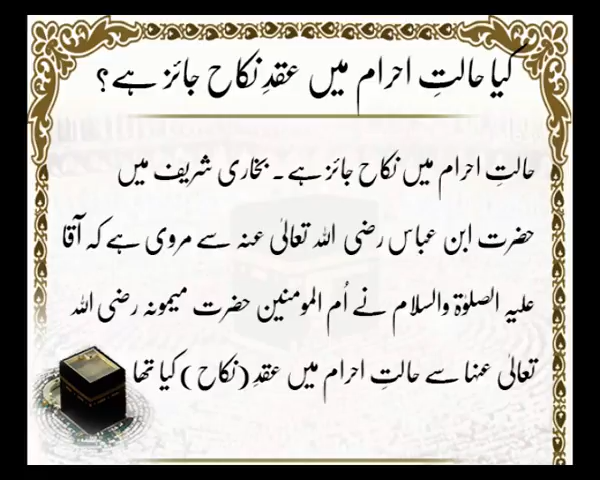 کیا حالتِ احرام میں عقدِ نکاح جائز ہے؟
حالتِ احرام میں نکاح جائز ہے۔ بخاری شریف میں
حضرت ابن عباس رضی اللہ تعالیٰ عنہ سے مروی ہے کہ آقا
علیہ الصلوٰۃ والسلام نے اُم المومنین حضرت میمونہ رضی اللہ
تعالیٰ عنہا سے حالتِ احرام میں عقدِ (نکاح) کیا تھا